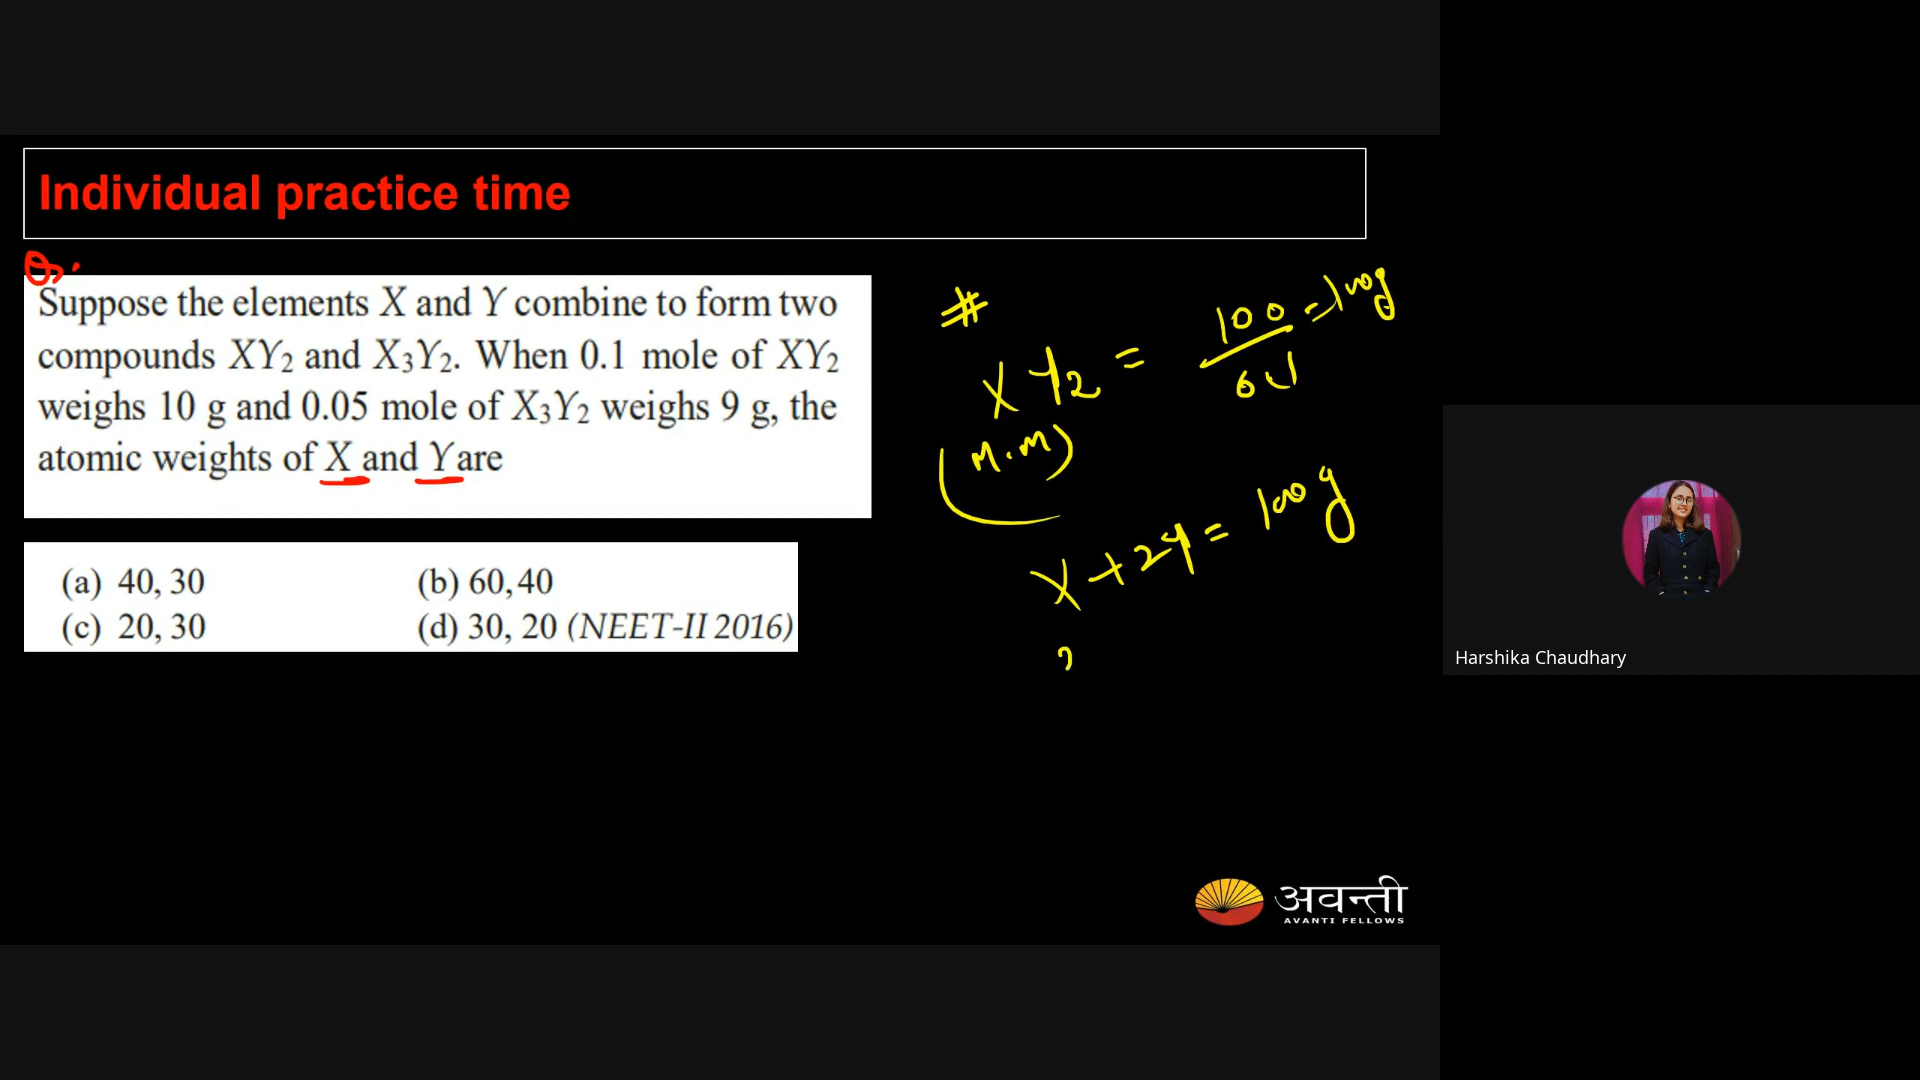 Individual practice time
Q.
Suppose the elements X and Y combine to form two
compounds XY₂ and X₃Y₂. When 0.1 mole of XY₂
weighs 10 g and 0.05 mole of X₃Y₂ weighs 9 g, the
atomic weights of X and Y are
(a) 40, 30 (b) 60, 40
(c) 20, 30 (d) 30, 20 (NEET-II 2016)
#
XY₂ = 100/0.1 = 100g
(M.M)
X + 2Y = 100g
Harshika Chaudhary
अवन्ती
AVANTI FELLOWS